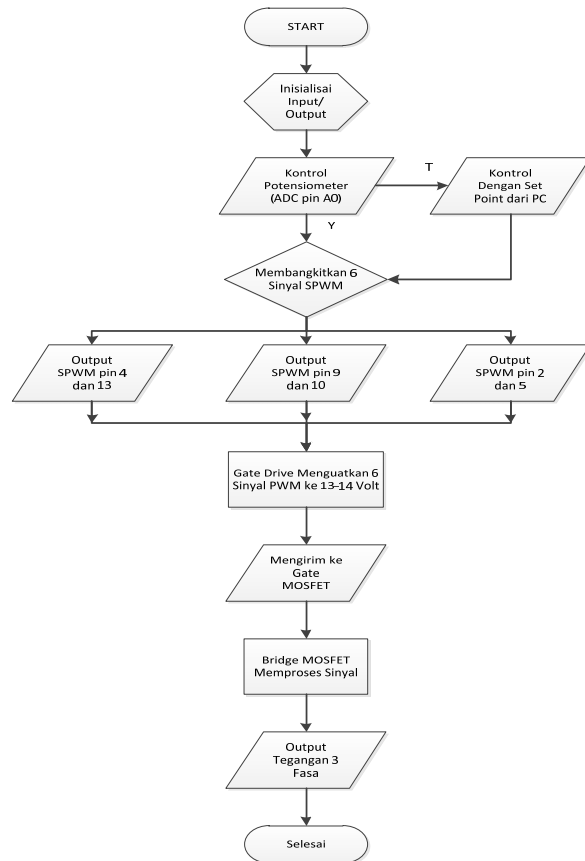 START
Inisialisai
Input/
Output
Kontrol
Potensiometer
(ADC pin A0)
T
Kontrol
Dengan Set
Point dari PC
Y
Membangkitkan 6
Sinyal SPWM
Output
SPWM pin 4
dan 13
Output
SPWM pin 9
dan 10
Output
SPWM pin 2
dan 5
Gate Drive Menguatkan 6
Sinyal PWM ke 13-14 Volt
Mengirim ke
Gate
MOSFET
Bridge MOSFET
Memproses Sinyal
Output
Tegangan 3
Fasa
Selesai